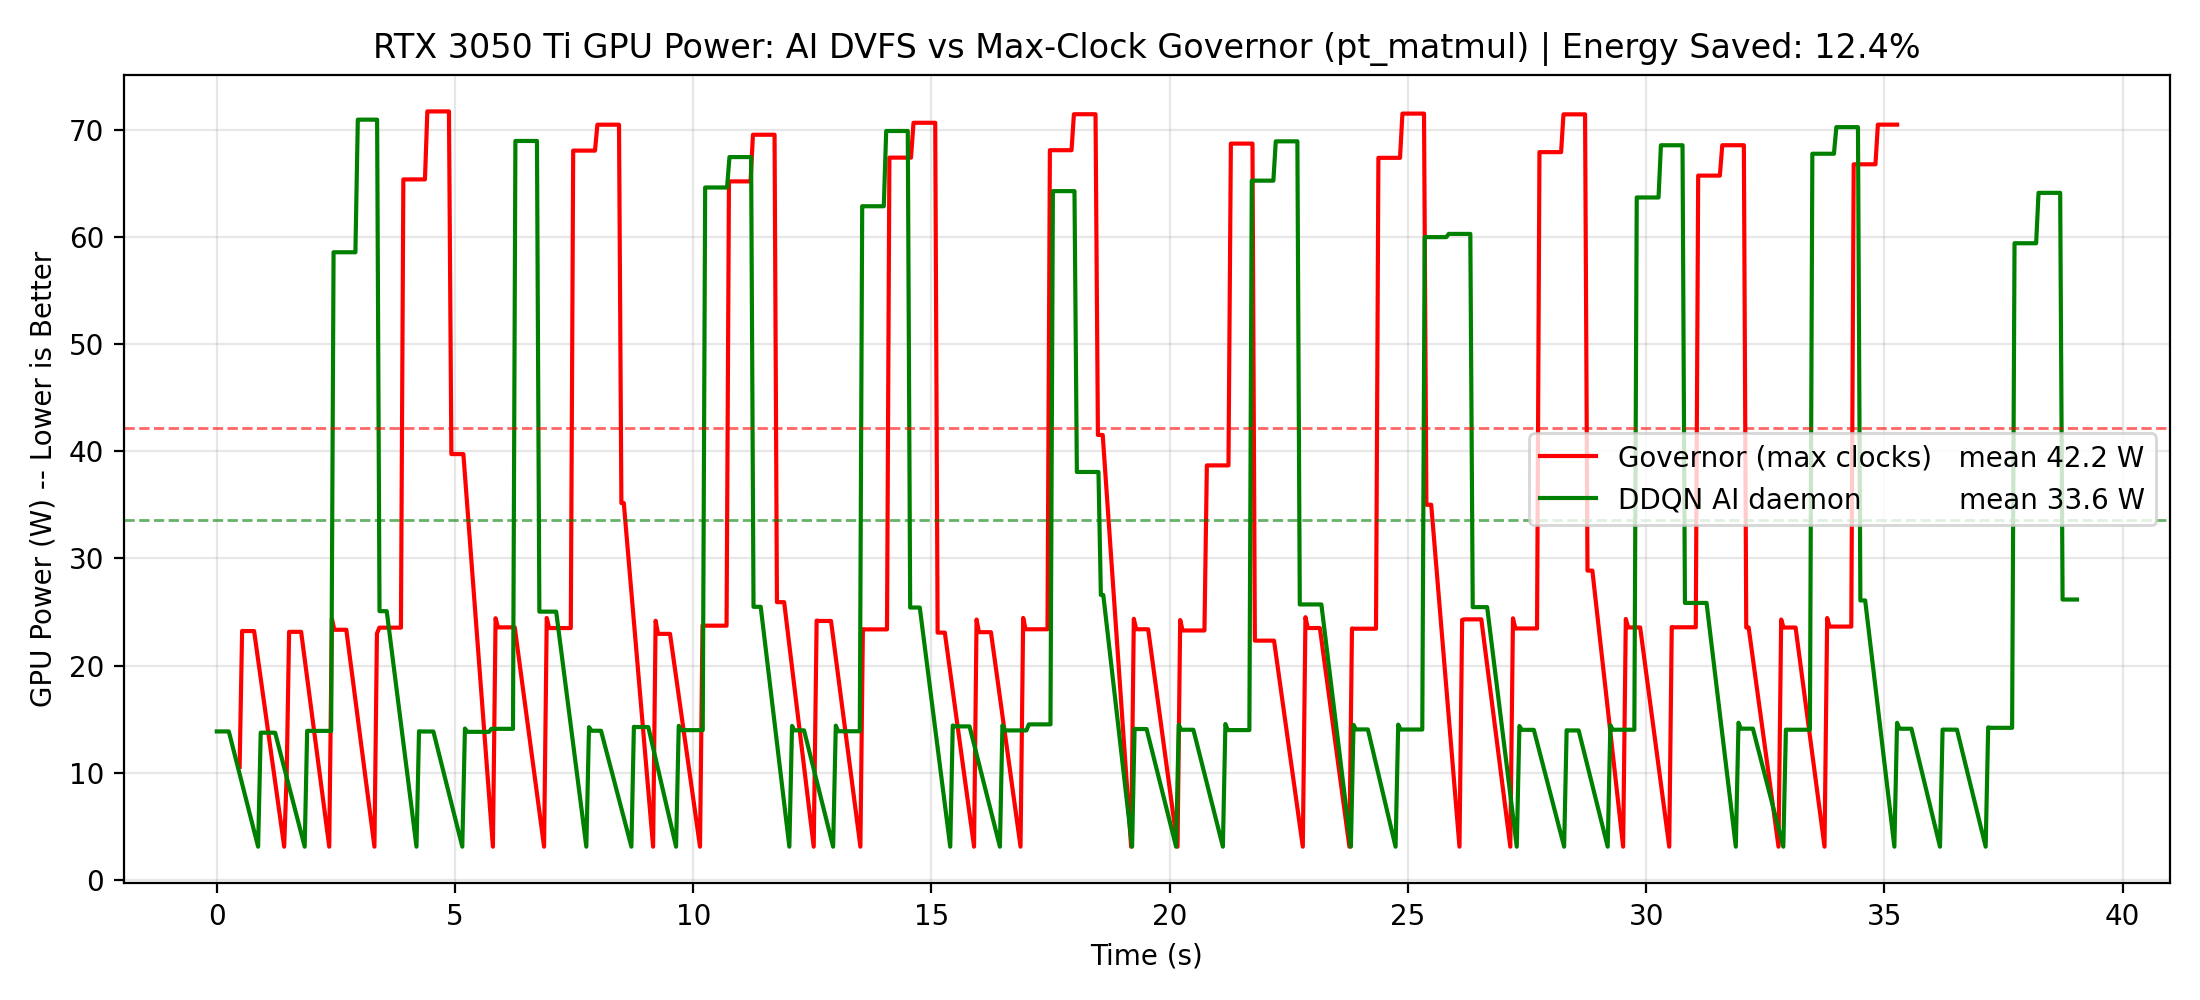 RTX 3050 Ti GPU Power: AI DVFS vs Max-Clock Governor (pt_matmul) | Energy Saved: 12.4%
GPU Power (W) -- Lower is Better
70
60
50
40
30
20
10
0
Governor (max clocks) mean 42.2 W
DDQN AI daemon mean 33.6 W
0 5 10 15 20 25 30 35 40
Time (s)